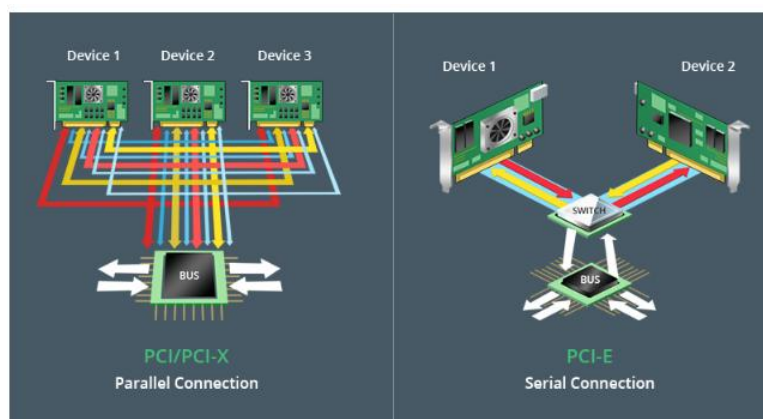 Device 1
Device 2
Device 3
BUS
PCI/PCI-X
Parallel Connection
Device 1
Device 2
SWITCH
BUS
PCI-E
Serial Connection